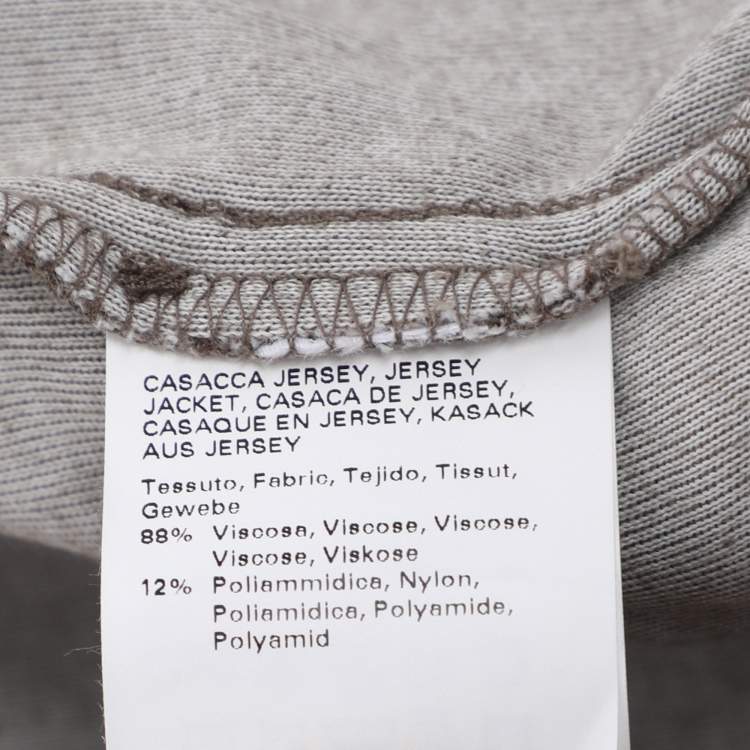 CASACCA JERSEY, JERSEY
JACKET, CASACA DE JERSEY,
CASAQUE EN JERSEY, KASACK
AUS JERSEY
Tessuto, Fabric, Tejido, Tissut,
Gewebe
88% Viscosa, Viscose, Viscose,
Viscose, Viskose
12% Poliammidica, Nylon,
Poliamidica, Polyamide,
Polyamid